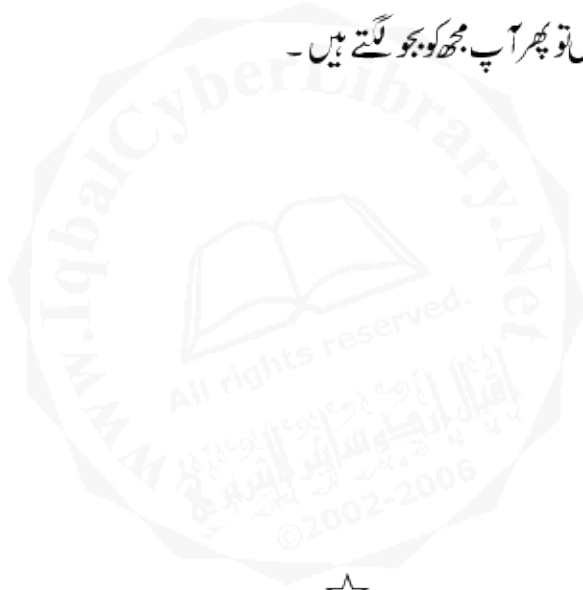 تو پھر آپ مجھ کو بجو لگتے ہیں ۔
www.IqbalCyberLibrary.Net
All rights reserved.
©2002-2006